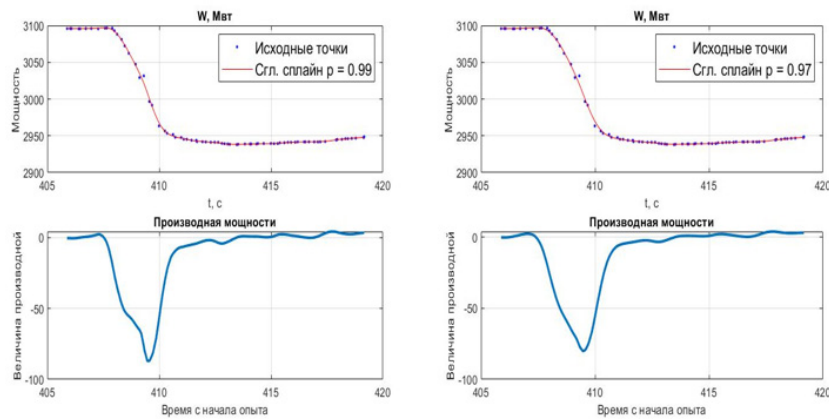 W, Мвт
3100
3050
3000
2950
2900
Мощность
Исходные точки
Сгл. сплайн p = 0.99
405
410
415
420
t, с
Производная мощности
0
-50
-100
Величина производной
405
410
415
420
Время с начала опыта
W, Мвт
3100
3050
3000
2950
2900
Мощность
Исходные точки
Сгл. сплайн p = 0.97
405
410
415
420
t, с
Производная мощности
0
-50
-100
Величина производной
405
410
415
420
Время с начала опыта